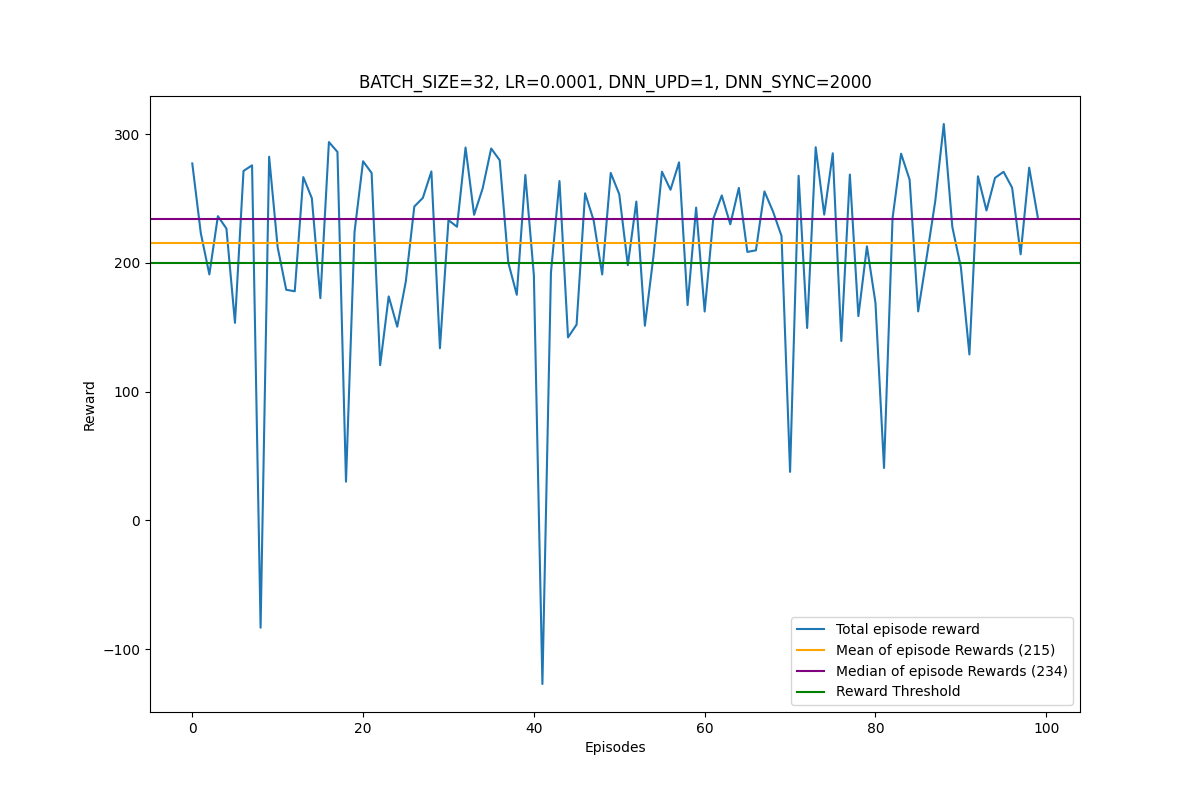 BATCH_SIZE=32, LR=0.0001, DNN_UPD=1, DNN_SYNC=2000
300
200
100
0
−100
Reward
Total episode reward
Mean of episode Rewards (215)
Median of episode Rewards (234)
Reward Threshold
0 20 40 60 80 100
Episodes